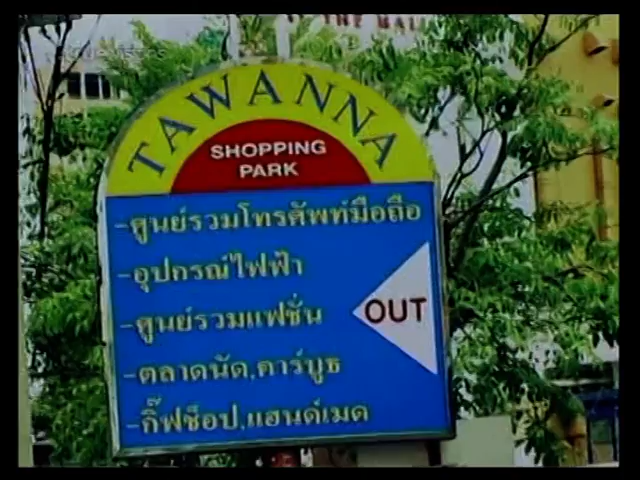 THE MALL
TAWANNA
SHOPPING
PARK
-ศูนย์รวมโทรศัพท์มือถือ
-อุปกรณ์ไฟฟ้า
-ศูนย์รวมแฟชั่น
OUT
-ตลาดนัด,คาร์บูธ
-กิ๊ฟช็อป,แฮนด์เมด